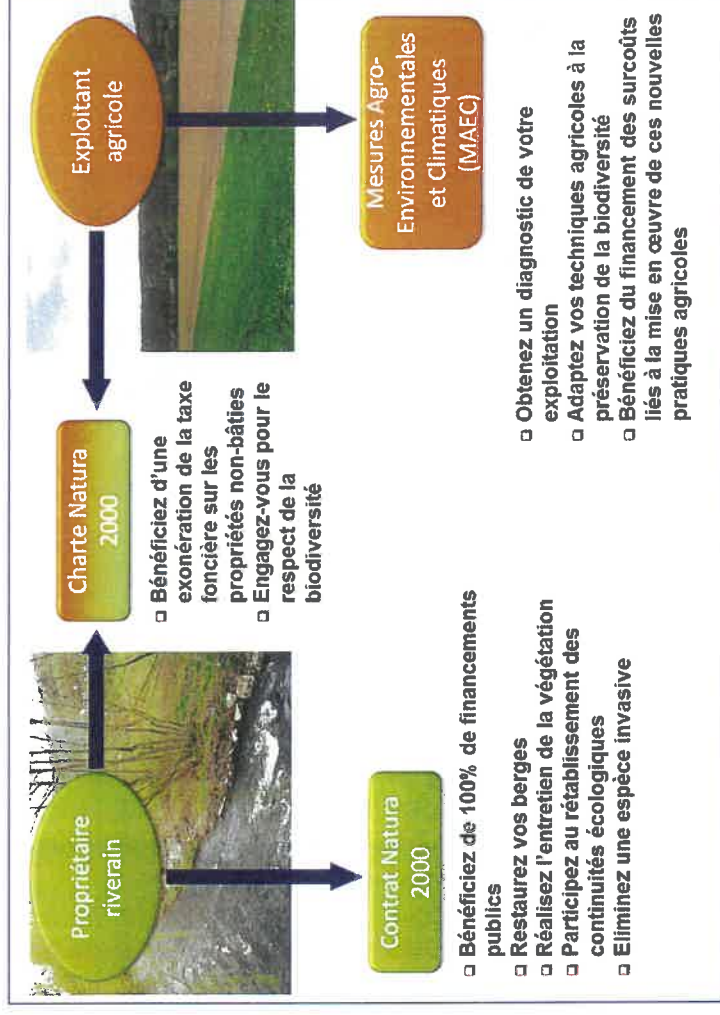 Propriétaire
riverain
Charte Natura
2000
Exploitant
agricole
❑ Bénéficiez d'une
exonération de la taxe
foncière sur les
propriétés non-bâties
❑ Engagez-vous pour le
respect de la
biodiversité
Contrat Natura
2000
❑ Bénéficiez de 100% de financements
publics
❑ Restaurez vos berges
❑ Réalisez l'entretien de la végétation
❑ Participez au rétablissement des
continuités écologiques
❑ Eliminez une espèce invasive
Mesures Agro-
Environnementales
et Climatiques
(MAEC)
❑ Obtenez un diagnostic de votre
exploitation
❑ Adaptez vos techniques agricoles à la
préservation de la biodiversité
❑ Bénéficiez du financement des surcoûts
liés à la mise en œuvre de ces nouvelles
pratiques agricoles